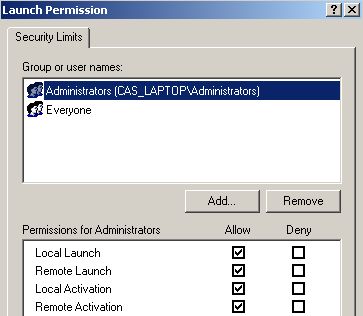 Launch Permission
Security Limits
Group or user names:
Administrators (CAS_LAPTOP\Administrators)
Everyone
Add... Remove
Permissions for Administrators Allow Deny
Local Launch
Remote Launch
Local Activation
Remote Activation